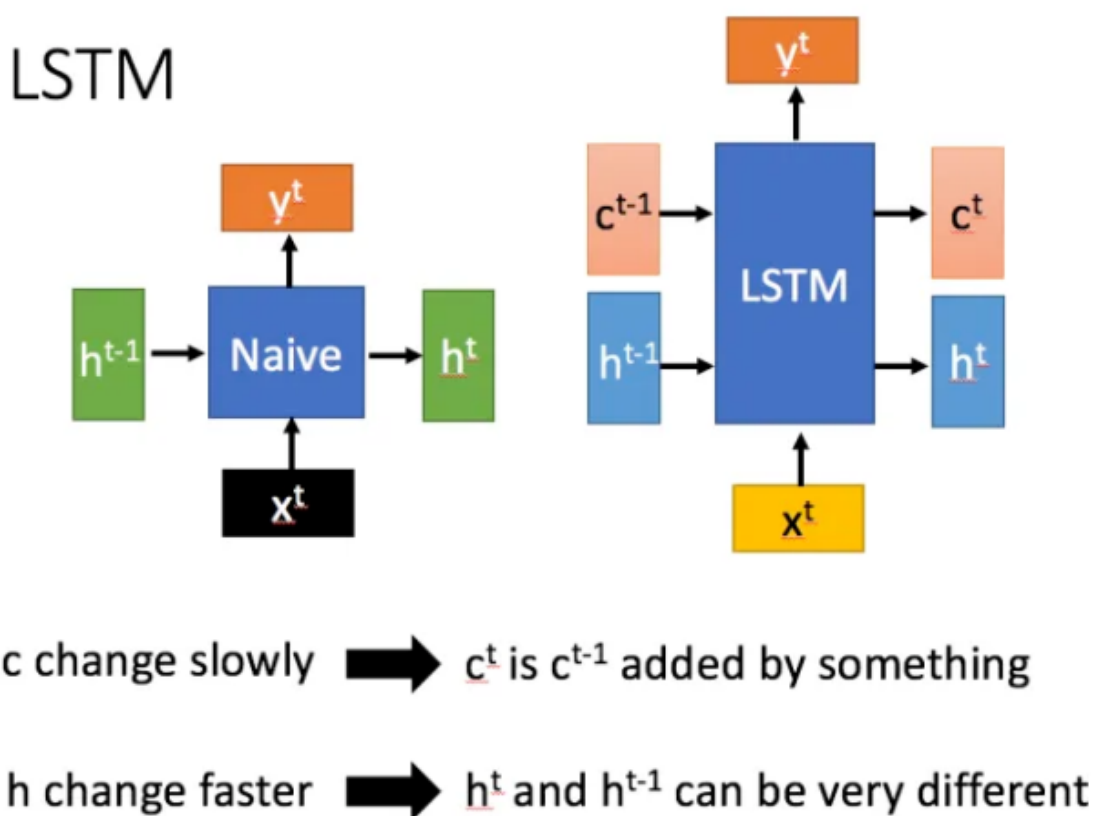 LSTM
yᵗ
hᵗ⁻¹
Naive
hᵗ
xᵗ
yᵗ
cᵗ⁻¹
cᵗ
LSTM
hᵗ⁻¹
hᵗ
xᵗ
c change slowly
cᵗ is cᵗ⁻¹ added by something
h change faster
hᵗ and hᵗ⁻¹ can be very different